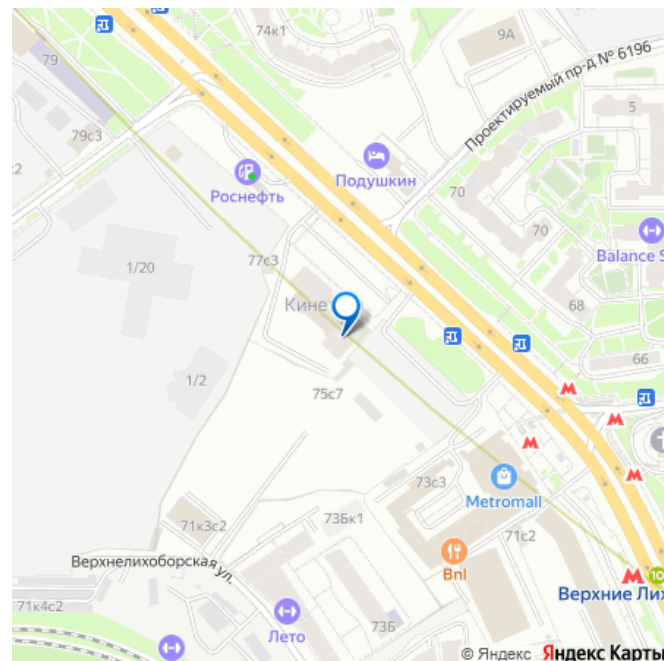 79
74к1
9А
Проектируемый пр-д № 6196
79с3
5
Подушкин
Роснефть
70
70
77с3
Balance S
1/20
Кине
68
66
1/2
75с7
73с3
Metromall
71к3с2
73Бк1
71с2
Верхнелихоборская ул.
Bnl
10
Верхние Лих
71к4с2
Лето
73Б
© Яндекс Яндекс Карты